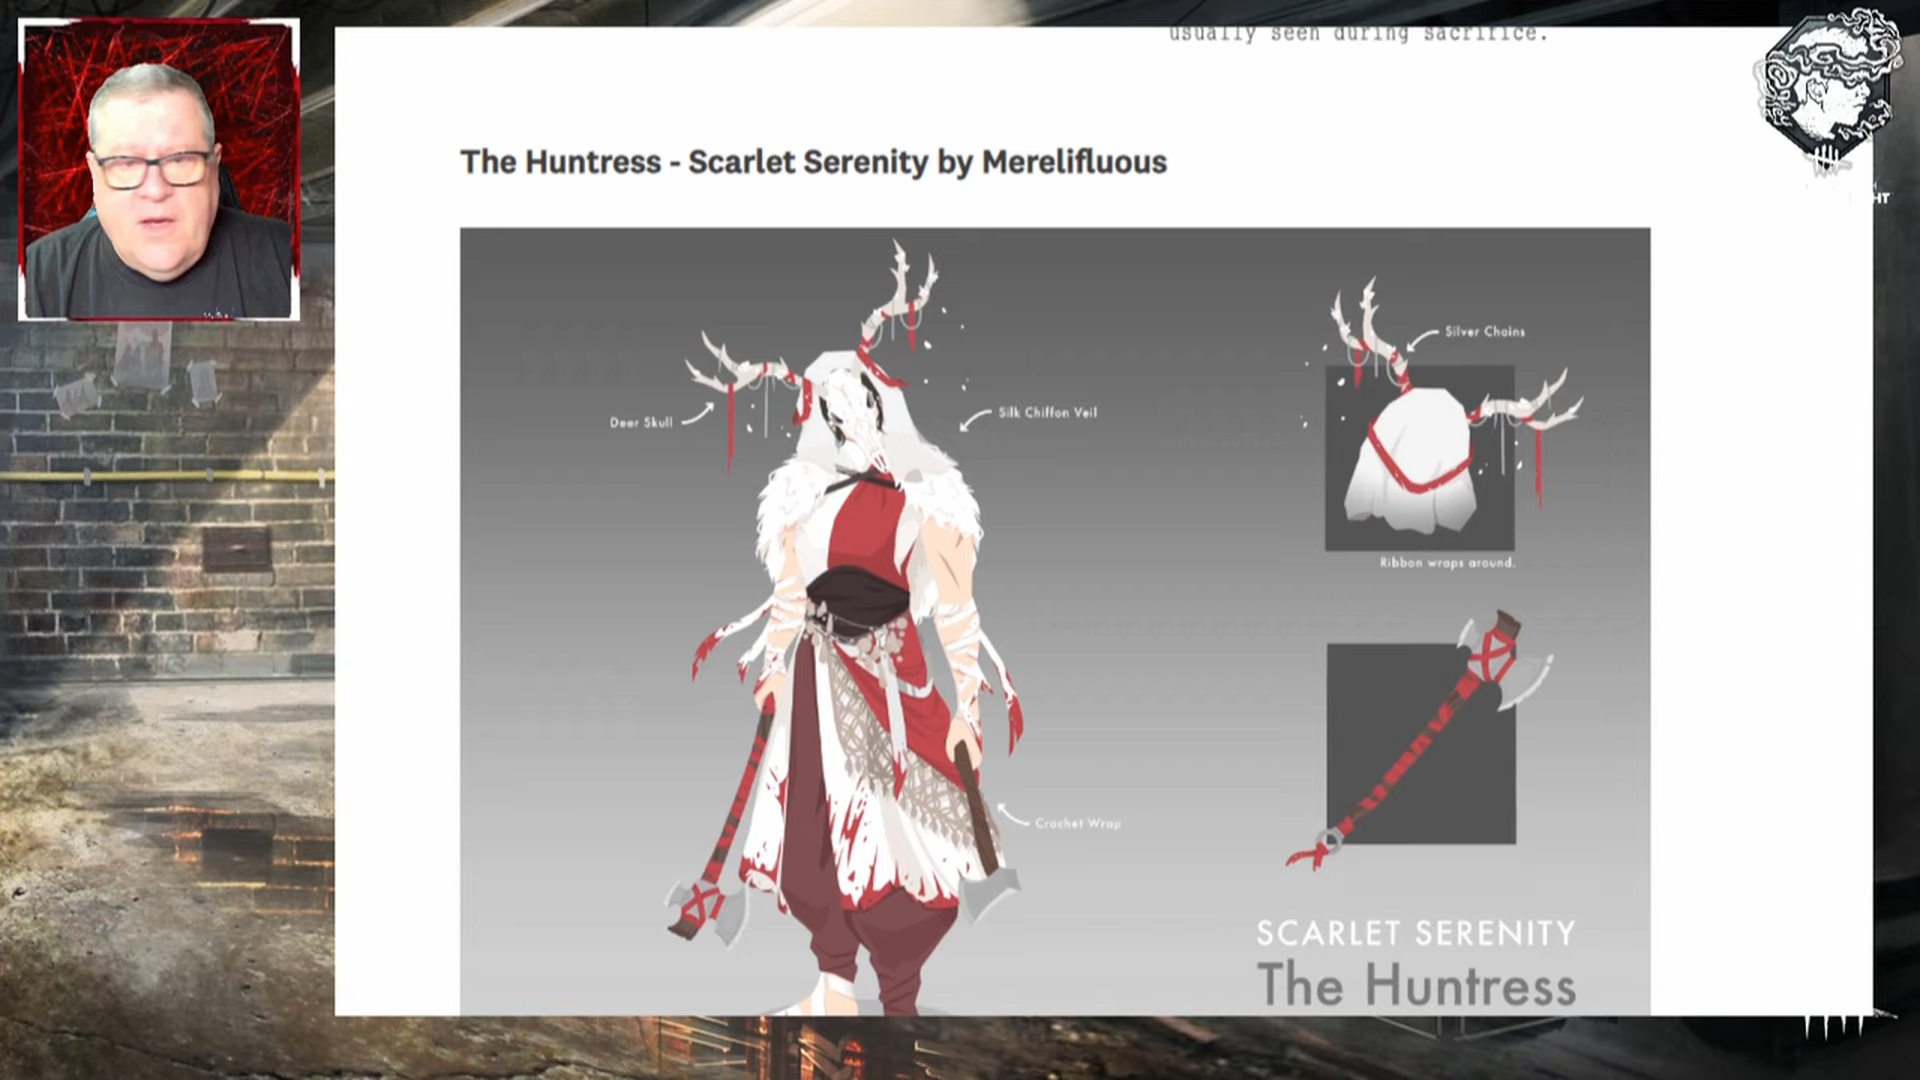 usually seen during sacrifice.
HT
The Huntress - Scarlet Serenity by Merelifluous
Silver Chains
Deer Skull
Silk Chiffon Veil
Ribbon wraps around.
Crochet Wrap
SCARLET SERENITY
The Huntress